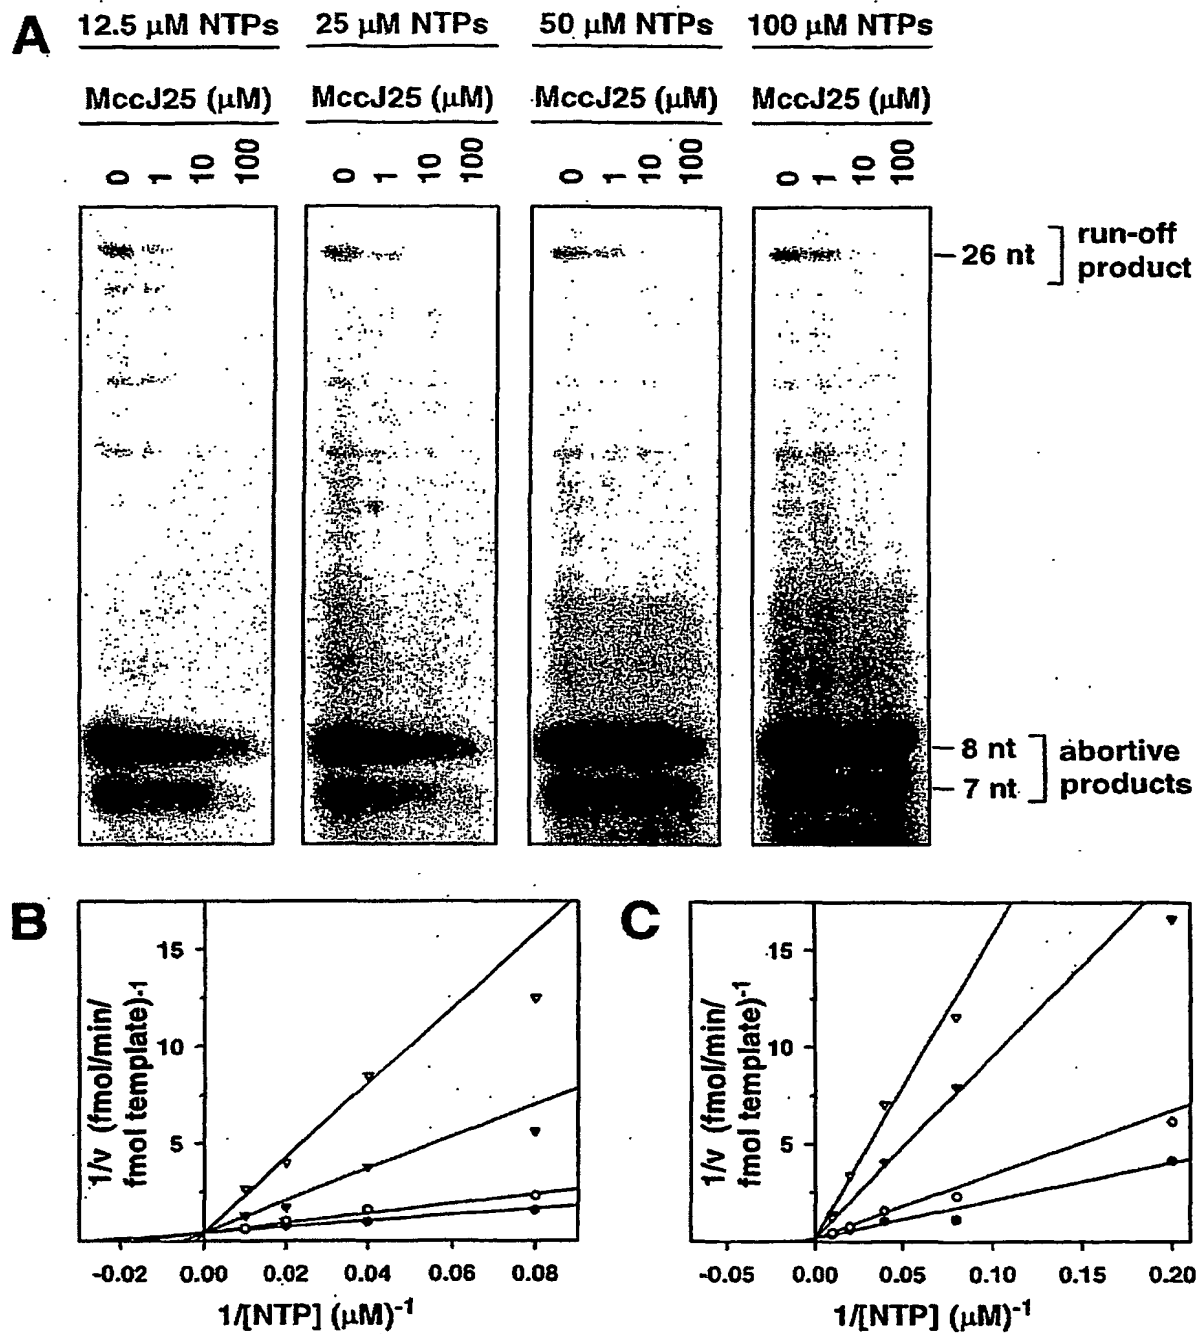 A
12.5 µM NTPs 25 µM NTPs 50 µM NTPs 100 µM NTPs
MccJ25 (µM) MccJ25 (µM) MccJ25 (µM) MccJ25 (µM)
0 1 10 100 0 1 10 100 0 1 10 100 0 1 10 100
26 nt
run-off
product
8 nt
7 nt
abortive
products
B
1/v (fmol/min/
fmol template)-1
15
10
5
-0.02 0.00 0.02 0.04 0.06 0.08
1/[NTP] (µM)-1
C
1/v (fmol/min/
fmol template)-1
15
10
5
-0.05 0.00 0.05 0.10 0.15 0.20
1/[NTP] (µM)-1